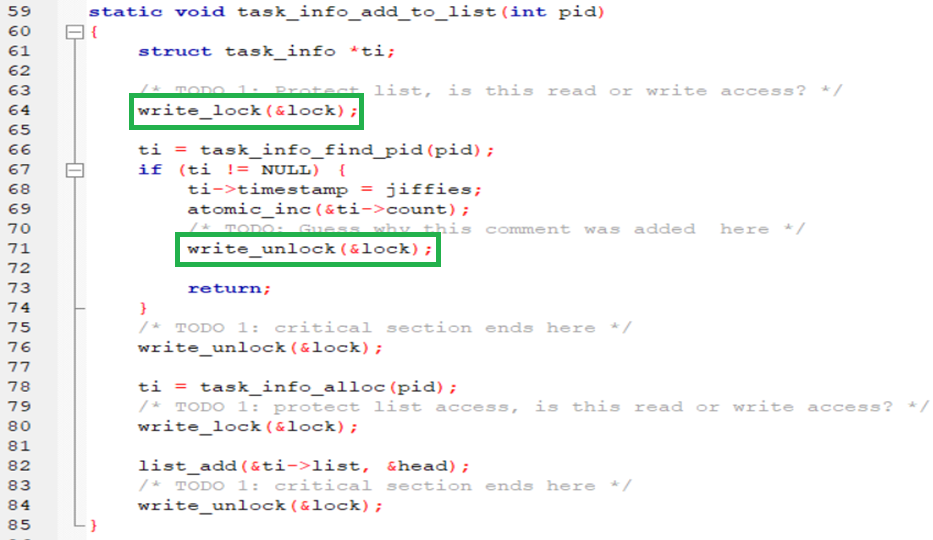 59 static void task_info_add_to_list(int pid)
60 {
61 struct task_info *ti;
62
63 /* TODO 1: Protect list, is this read or write access? */
64 write_lock(&lock);
65
66 ti = task_info_find_pid(pid);
67 if (ti != NULL) {
68 ti->timestamp = jiffies;
69 atomic_inc(&ti->count);
70 /* TODO: Guess why this comment was added  here */
71 write_unlock(&lock);
72
73 return;
74 }
75 /* TODO 1: critical section ends here */
76 write_unlock(&lock);
77
78 ti = task_info_alloc(pid);
79 /* TODO 1: protect list access, is this read or write access? */
80 write_lock(&lock);
81
82 list_add(&ti->list, &head);
83 /* TODO 1: critical section ends here */
84 write_unlock(&lock);
85 }